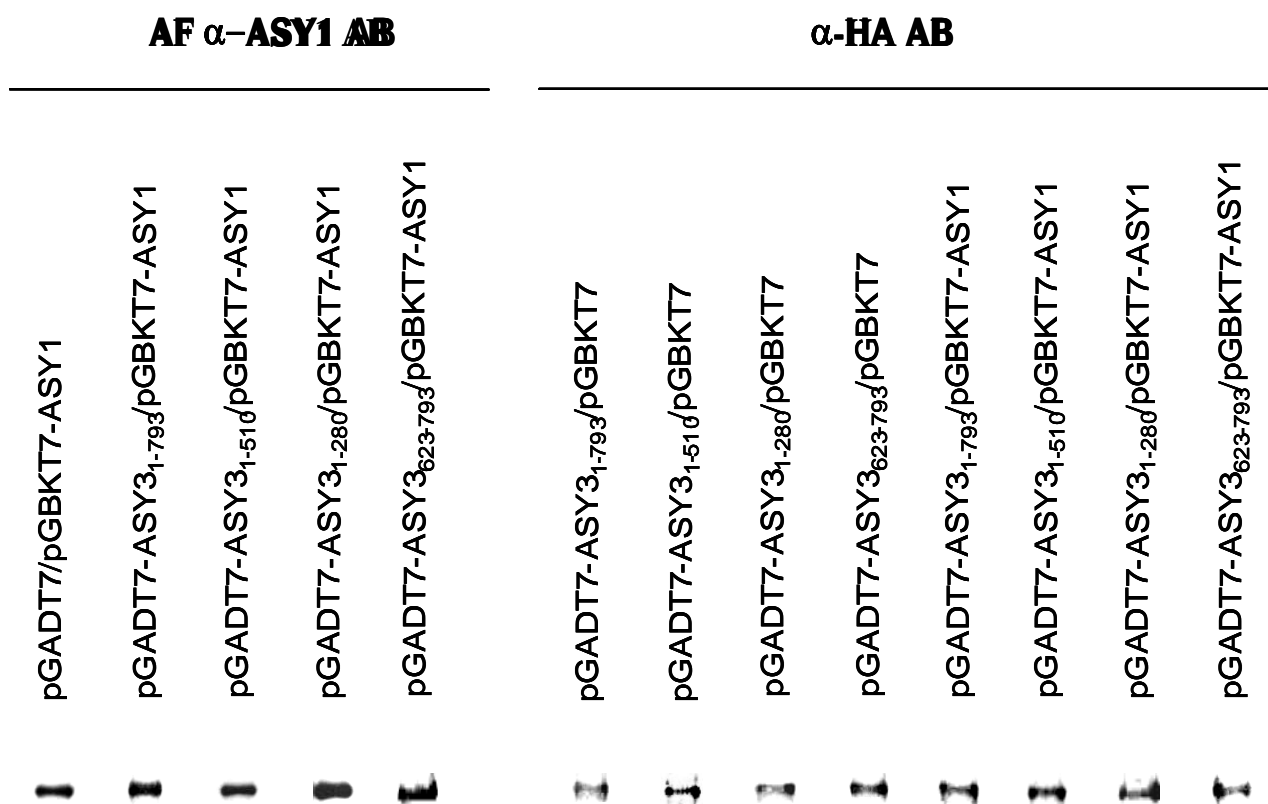 AF α–ASY1 AB
α-HA AB
pGADT7/pGBKT7-ASY1
pGADT7-ASY31-793/pGBKT7-ASY1
pGADT7-ASY31-510/pGBKT7-ASY1
pGADT7-ASY31-280/pGBKT7-ASY1
pGADT7-ASY3623-793/pGBKT7-ASY1
pGADT7-ASY31-793/pGBKT7
pGADT7-ASY31-510/pGBKT7
pGADT7-ASY31-280/pGBKT7
pGADT7-ASY3623-793/pGBKT7
pGADT7-ASY31-793/pGBKT7-ASY1
pGADT7-ASY31-510/pGBKT7-ASY1
pGADT7-ASY31-280/pGBKT7-ASY1
pGADT7-ASY3623-793/pGBKT7-ASY1